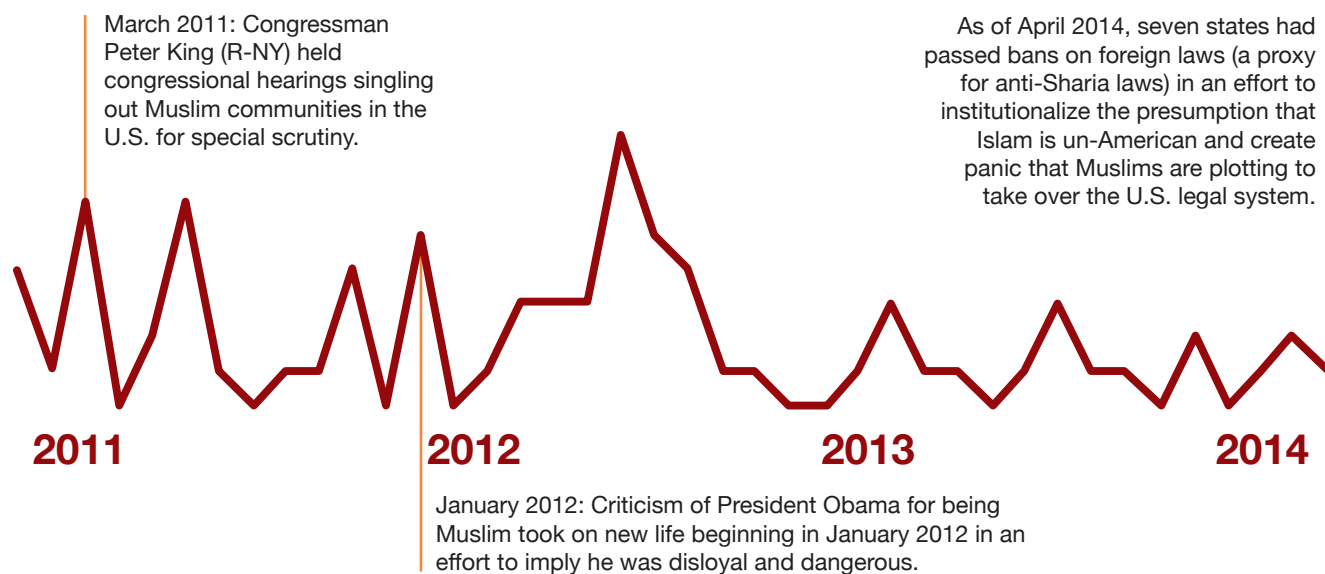 March 2011: Congressman
Peter King (R-NY) held
congressional hearings singling
out Muslim communities in the
U.S. for special scrutiny.
As of April 2014, seven states had
passed bans on foreign laws (a proxy
for anti-Sharia laws) in an effort to
institutionalize the presumption that
Islam is un-American and create
panic that Muslims are plotting to
take over the U.S. legal system.
2011
2012
2013
2014
January 2012: Criticism of President Obama for being
Muslim took on new life beginning in January 2012 in an
effort to imply he was disloyal and dangerous.